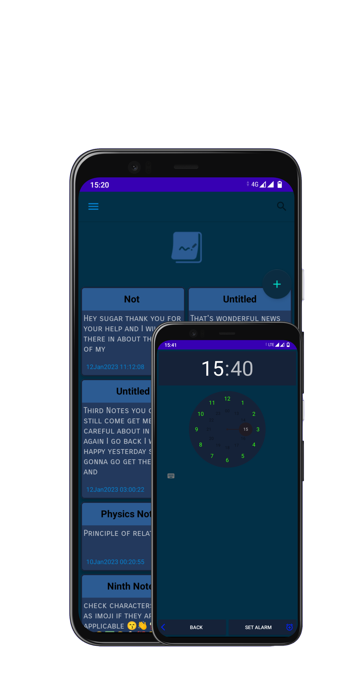 15:20
4G
Not
Untitled
Hey sugar thank you for
your help and I wi
there in about th
of my
12Jan2023 11:12:08
That's wonderful news
Untitled
Third Notes you c
still come get me
careful about in
again I go back I w
happy yesterday s
gonna go get the
and
12Jan2023 03:00:22
Physics Not
Principle of rela
10Jan2023 00:20:55
Ninth Note
check characters
as imoji if they ar
applicable 😙👏
15:41
LTE
15:40
12
11
1
10
2
9
15
3
8
4
7
5
6
BACK
SET ALARM